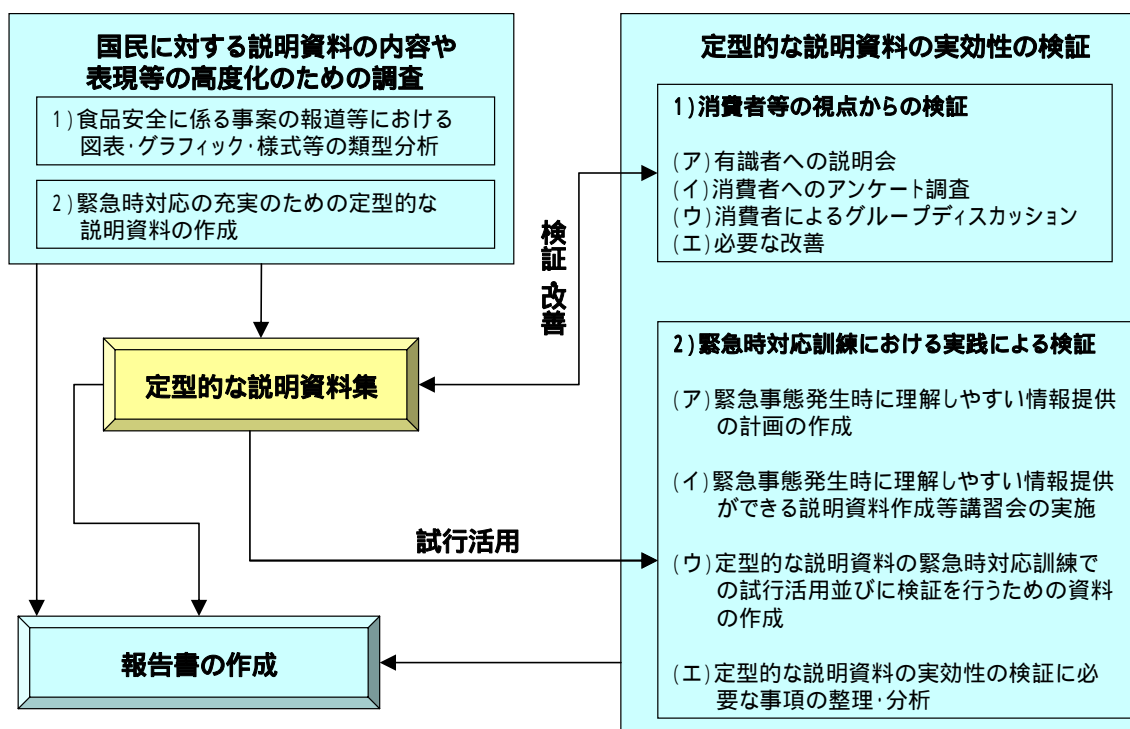 国民に対する説明資料の内容や
表現等の高度化のための調査
1)食品安全に係る事案の報道等における
図表・グラフィック・様式等の類型分析
2)緊急時対応の充実のための定型的な
説明資料の作成
定型的な説明資料集
報告書の作成
検証・改善
試行活用
定型的な説明資料の実効性の検証
1)消費者等の視点からの検証
(ア)有識者への説明会
(イ)消費者へのアンケート調査
(ウ)消費者によるグループディスカッション
(エ)必要な改善
2)緊急時対応訓練における実践による検証
(ア)緊急事態発生時に理解しやすい情報提供
の計画の作成
(イ)緊急事態発生時に理解しやすい情報提供
ができる説明資料作成等講習会の実施
(ウ)定型的な説明資料の緊急時対応訓練で
の試行活用並びに検証を行うための資料
の作成
(エ)定型的な説明資料の実効性の検証に必
要な事項の整理・分析